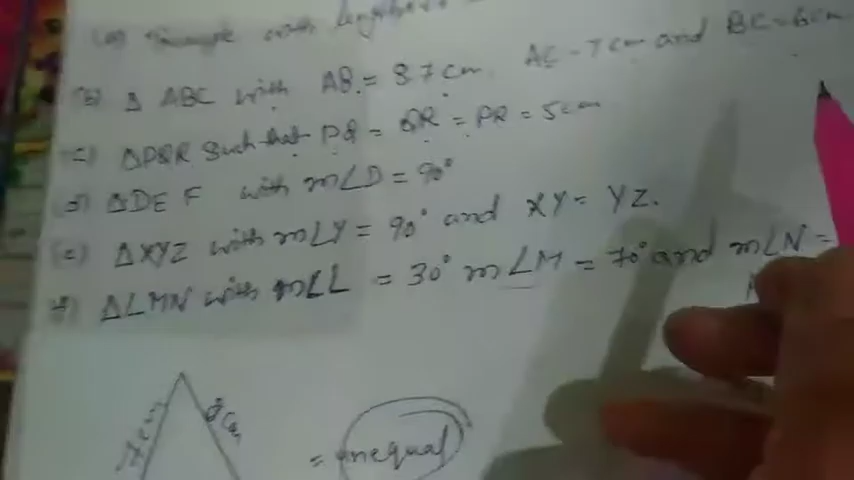 (a) Triangle with lengths
(b) Δ ABC with AB = 8.7 cm, AC = 7 cm and BC = 6 cm
(c) ΔPQR Such that PQ = QR = PR = 5 cm
(d) ΔDEF with m∠D = 90°
(e) ΔXYZ with m∠Y = 90° and XY = YZ.
(f) ΔLMN with m∠L = 30° m∠M = 70° and m∠N =
7cm 8cm
= unequal